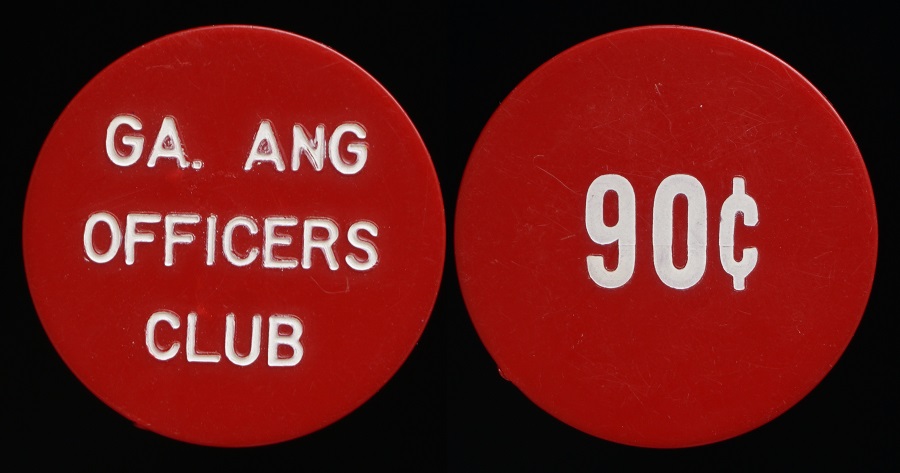 GA. ANG
OFFICERS
CLUB
90¢